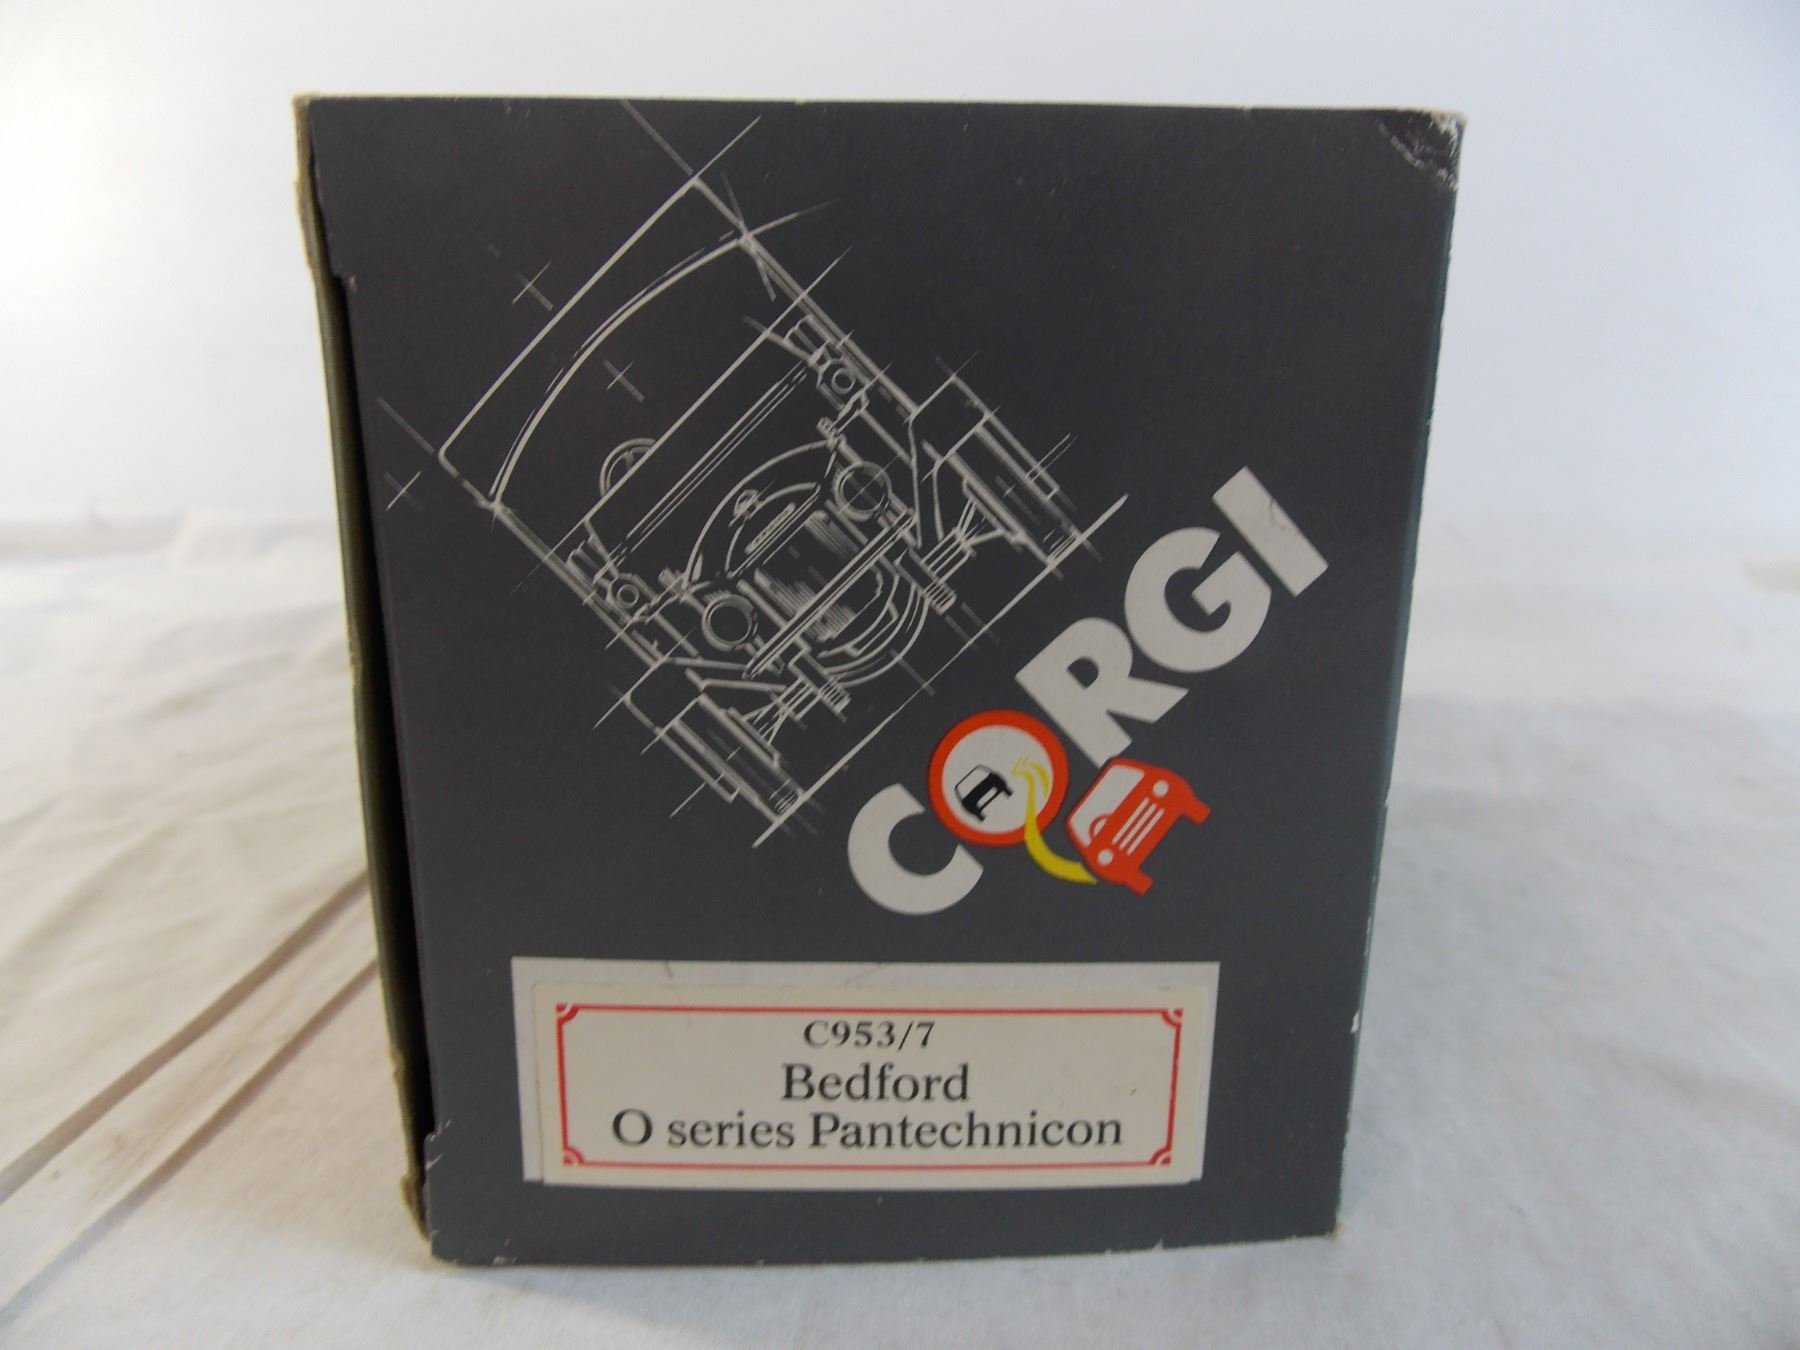 CORGI
C953/7
Bedford
O series Pantechnicon